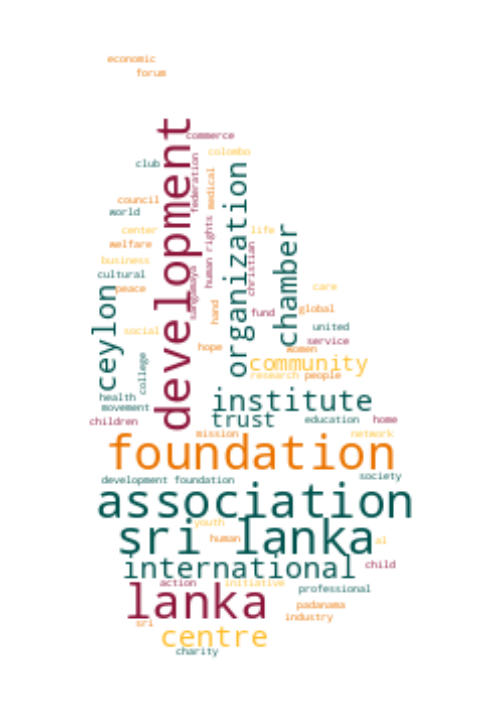 economic
forum
development
commerce
colombo
club
federation
organization
medical
council
world
human rights
chamber
center
life
welfare
christian
business
cultural
sangamaya
ceylon
peace
care
hand
fund
global
social
united
service
hope
women
college
community
research people
health
institute
movement
children
trust
education home
mission
network
foundation
society
development foundation
association
youth
sri lanka
human
al
international
child
action
initiative
professional
lanka
padanama
industry
sri
centre
charity